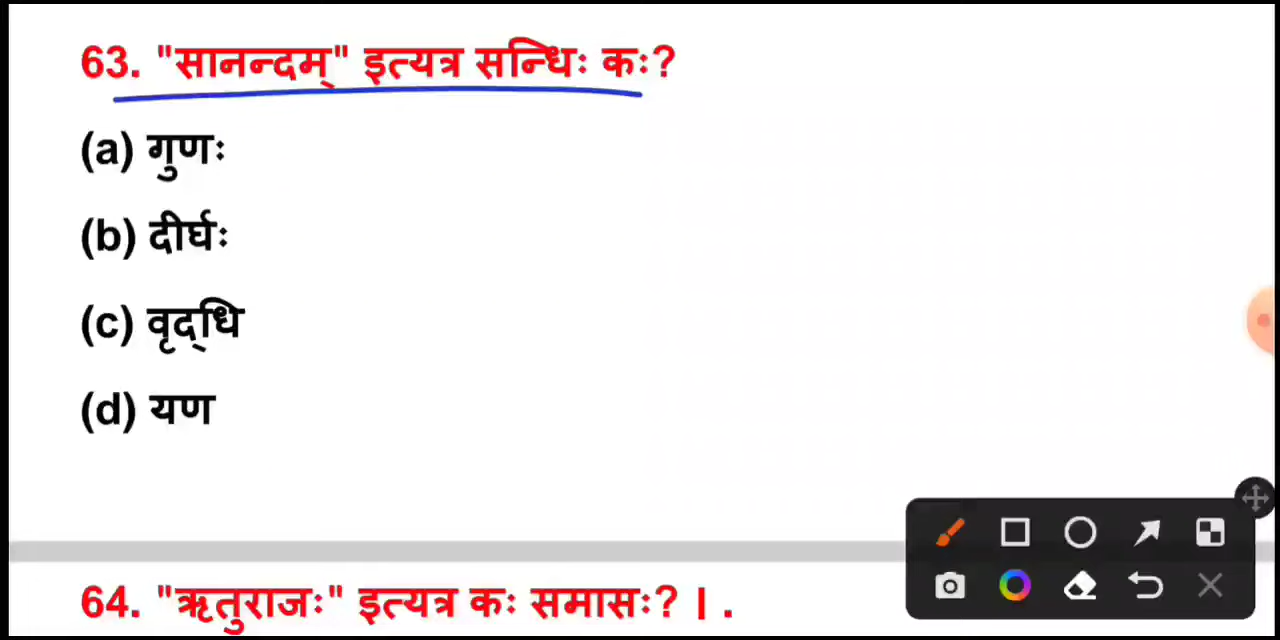 63. "सानन्दम्" इत्यत्र सन्धिः कः?
(a) गुणः
(b) दीर्घः
(c) वृद्‌धि
(d) यण
64. "ऋतुराजः" इत्यत्र कः समासः? । .